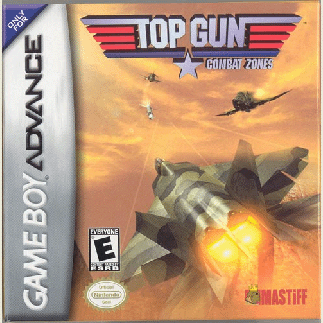 ONLY
FOR
GAME BOY ADVANCE
TOP GUN
COMBAT ZONES
EVERYONE
E
ESRB
Nintendo
MASTIFF